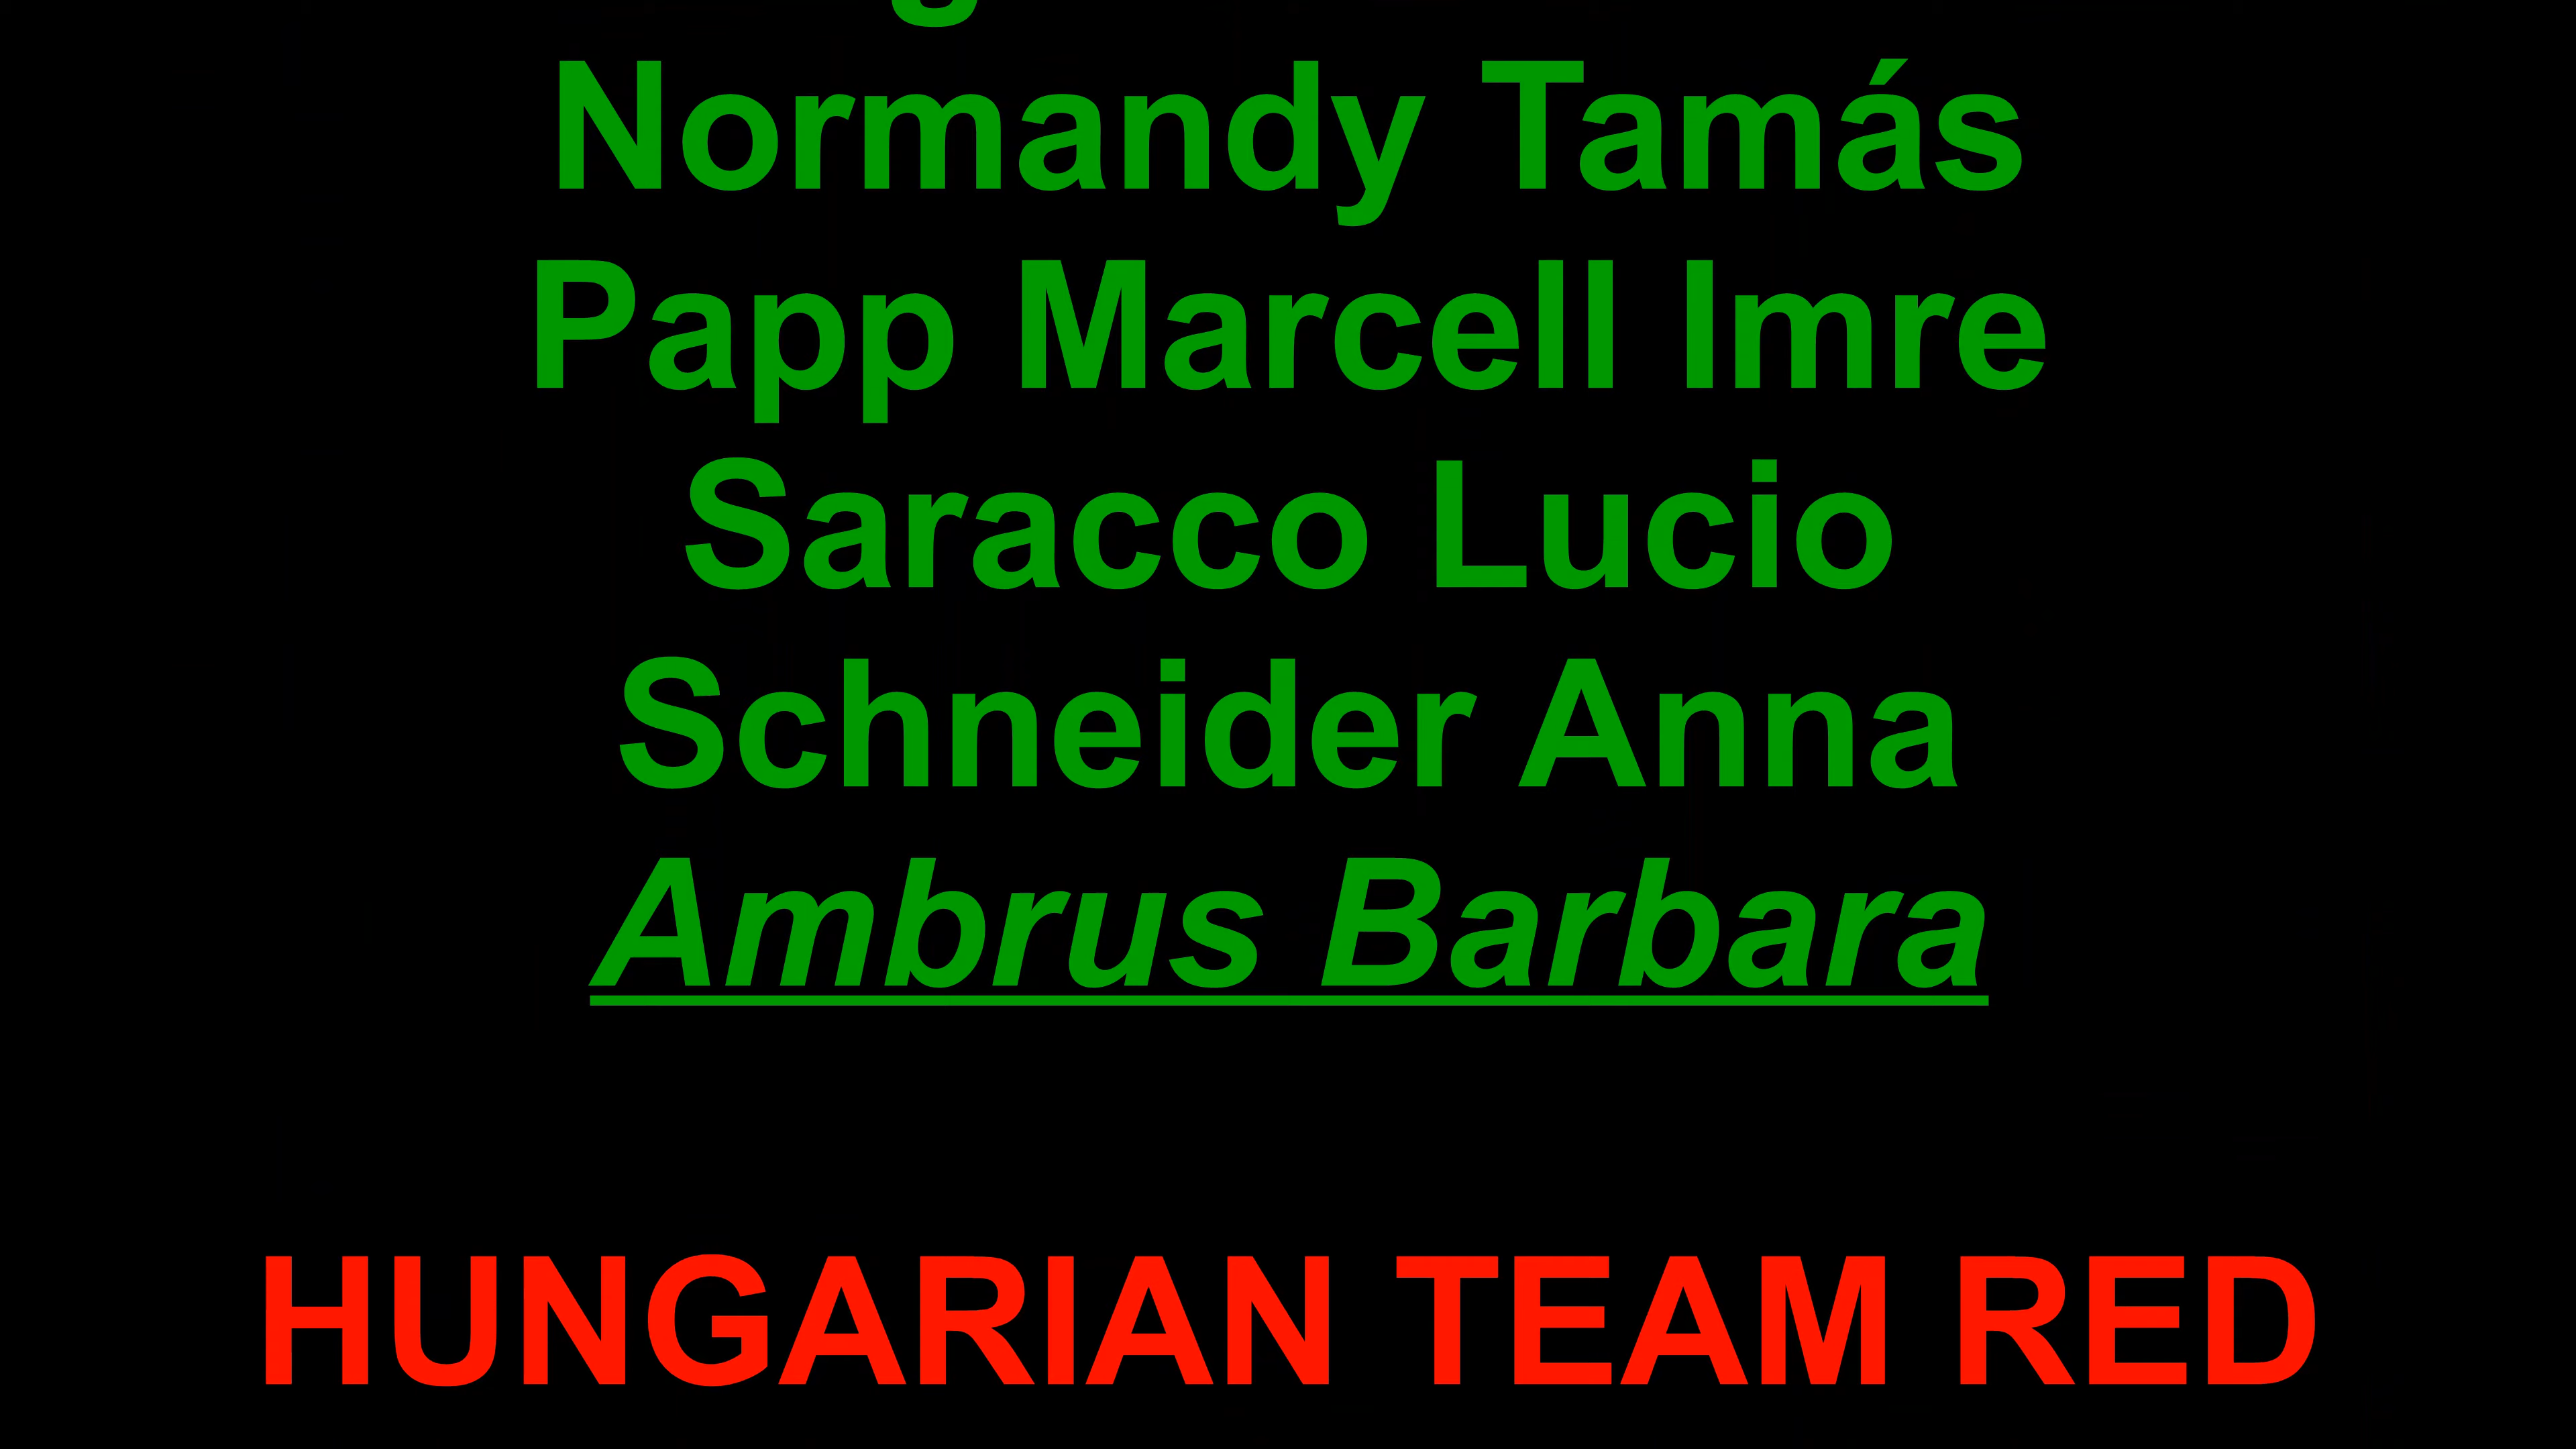 Normandy Tamás
Papp Marcell Imre
Saracco Lucio
Schneider Anna
Ambrus Barbara
HUNGARIAN TEAM RED